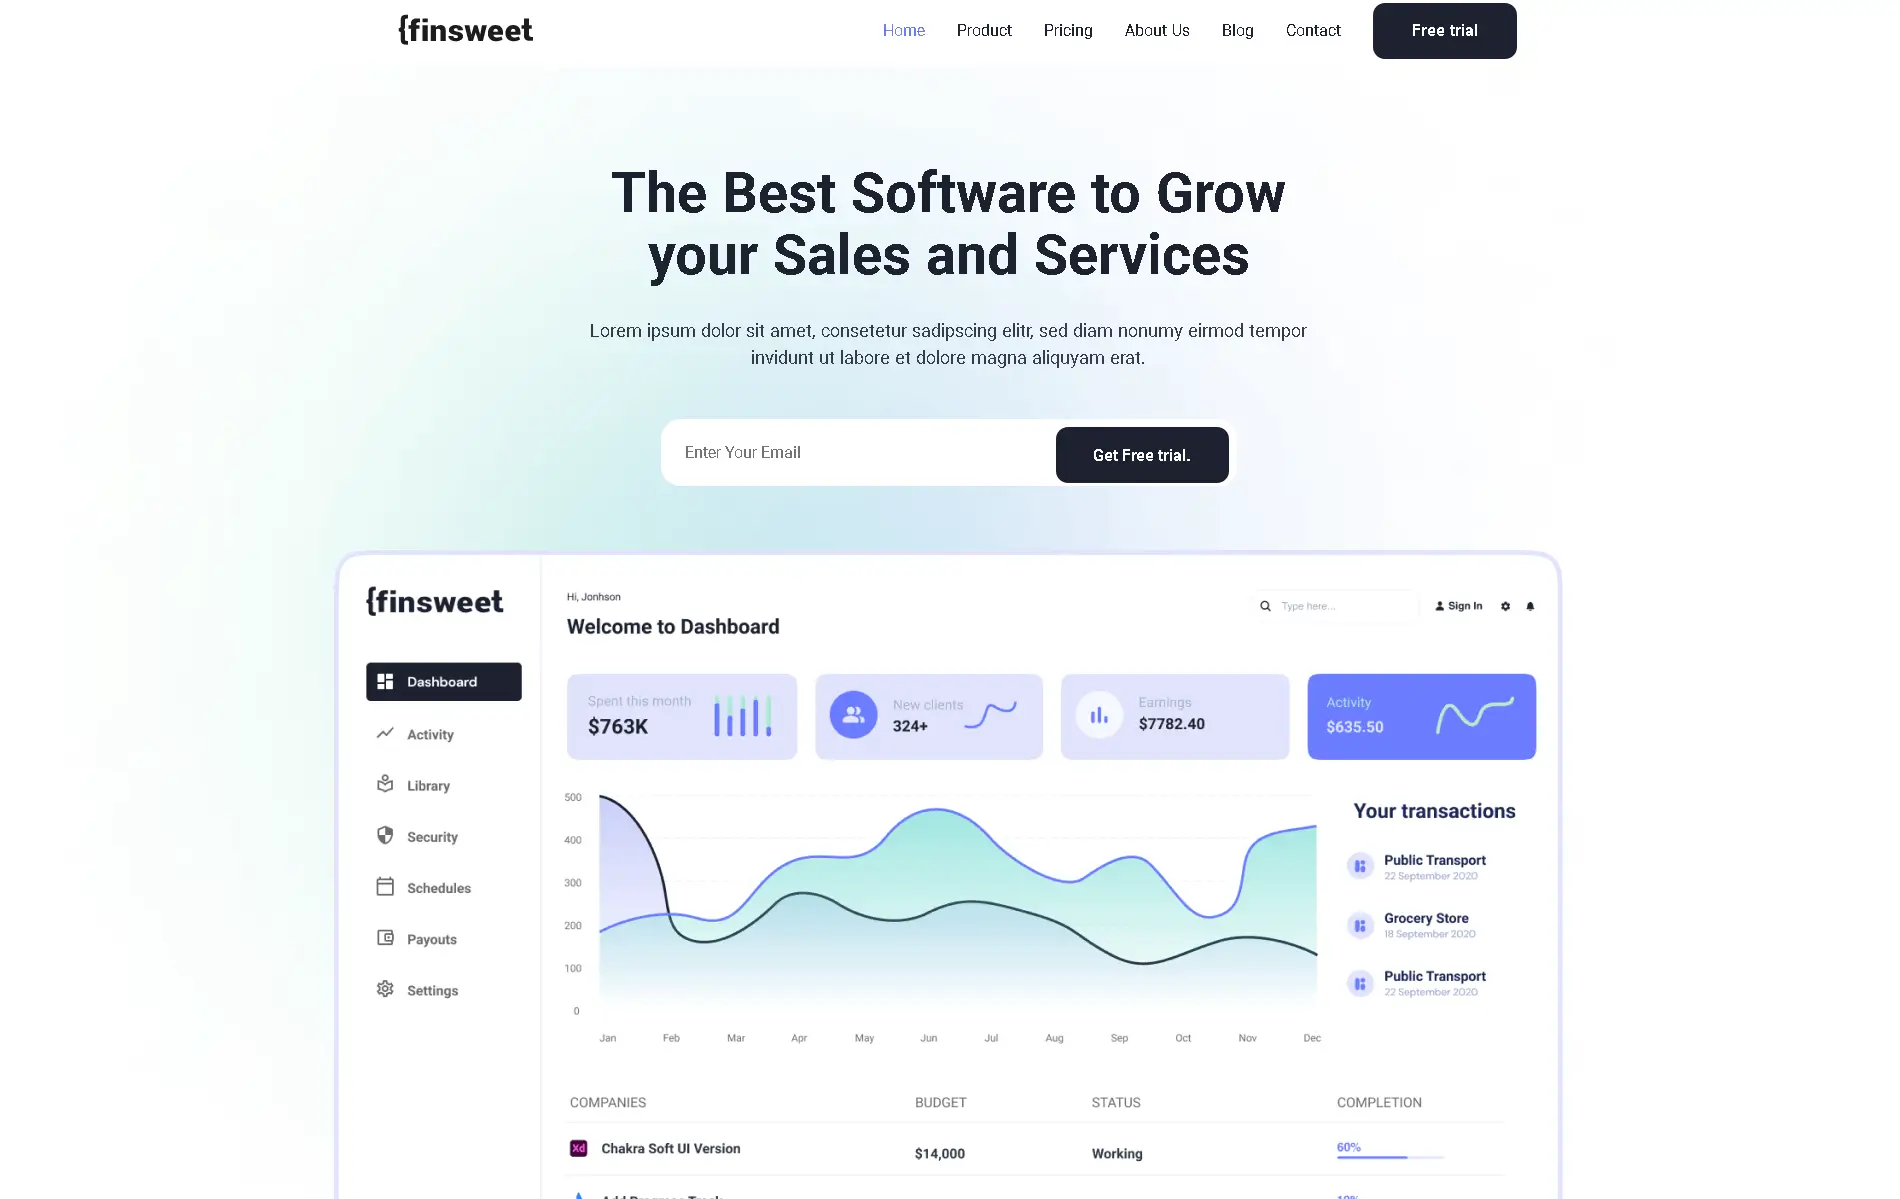 {finsweet
Home
Product
Pricing
About Us
Blog
Contact
Free trial
The Best Software to Grow
your Sales and Services
Lorem ipsum dolor sit amet, consetetur sadipscing elitr, sed diam nonumy eirmod tempor
invidunt ut labore et dolore magna aliquyam erat.
Enter Your Email
Get Free trial.
{finsweet
Dashboard
Activity
Library
Security
Schedules
Payouts
Settings
Hi, Jonhson
Welcome to Dashboard
Type here...
Sign In
Spent this month
$763K
New clients
324+
Earnings
$7782.40
Activity
$635.50
500
400
300
200
100
0
Jan
Feb
Mar
Apr
May
Jun
Jul
Aug
Sep
Oct
Nov
Dec
Your transactions
Public Transport
22 September 2020
Grocery Store
18 September 2020
Public Transport
22 September 2020
COMPANIES
BUDGET
STATUS
COMPLETION
Xd
Chakra Soft UI Version
$14,000
Working
60%